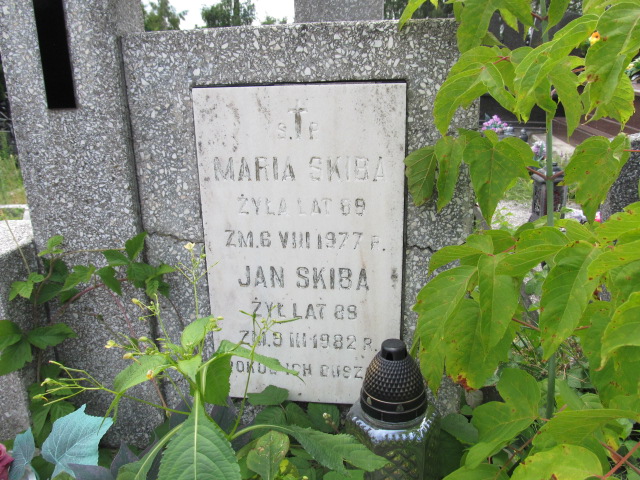 Ś.†P.
MARIA SKIBA
ŻYŁA LAT 89
ZM. 6 VIII 1977 R.
JAN SKIBA
ŻYŁ LAT 89
ZM. 9 III 1982 R.
POKÓJ ICH DUSZ